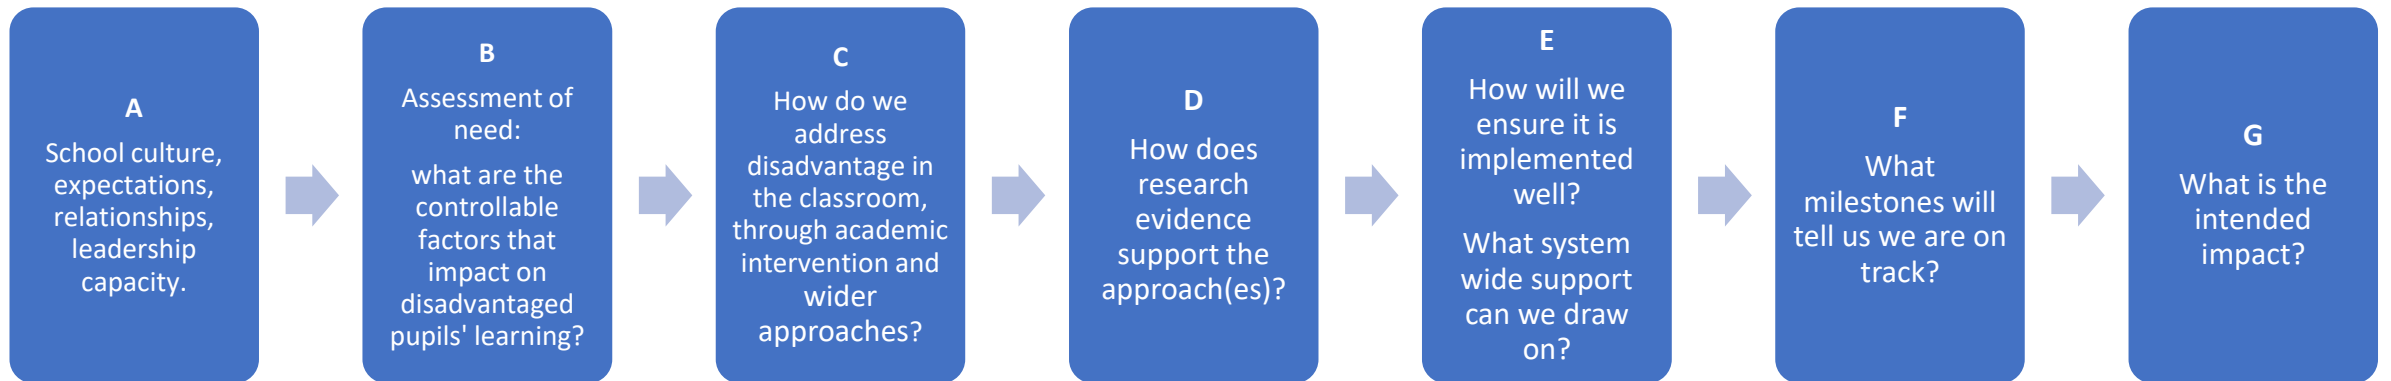 A
School culture,
expectations,
relationships,
leadership
capacity.
B
Assessment of
need:
what are the
controllable
factors that
impact on
disadvantaged
pupils' learning?
C
How do we
address
disadvantage in
the classroom,
through academic
intervention and
wider
approaches?
D
How does
research
evidence
support the
approach(es)?
E
How will we
ensure it is
implemented
well?
What system
wide support
can we draw
on?
F
What
milestones will
tell us we are on
track?
G
What is the
intended
impact?